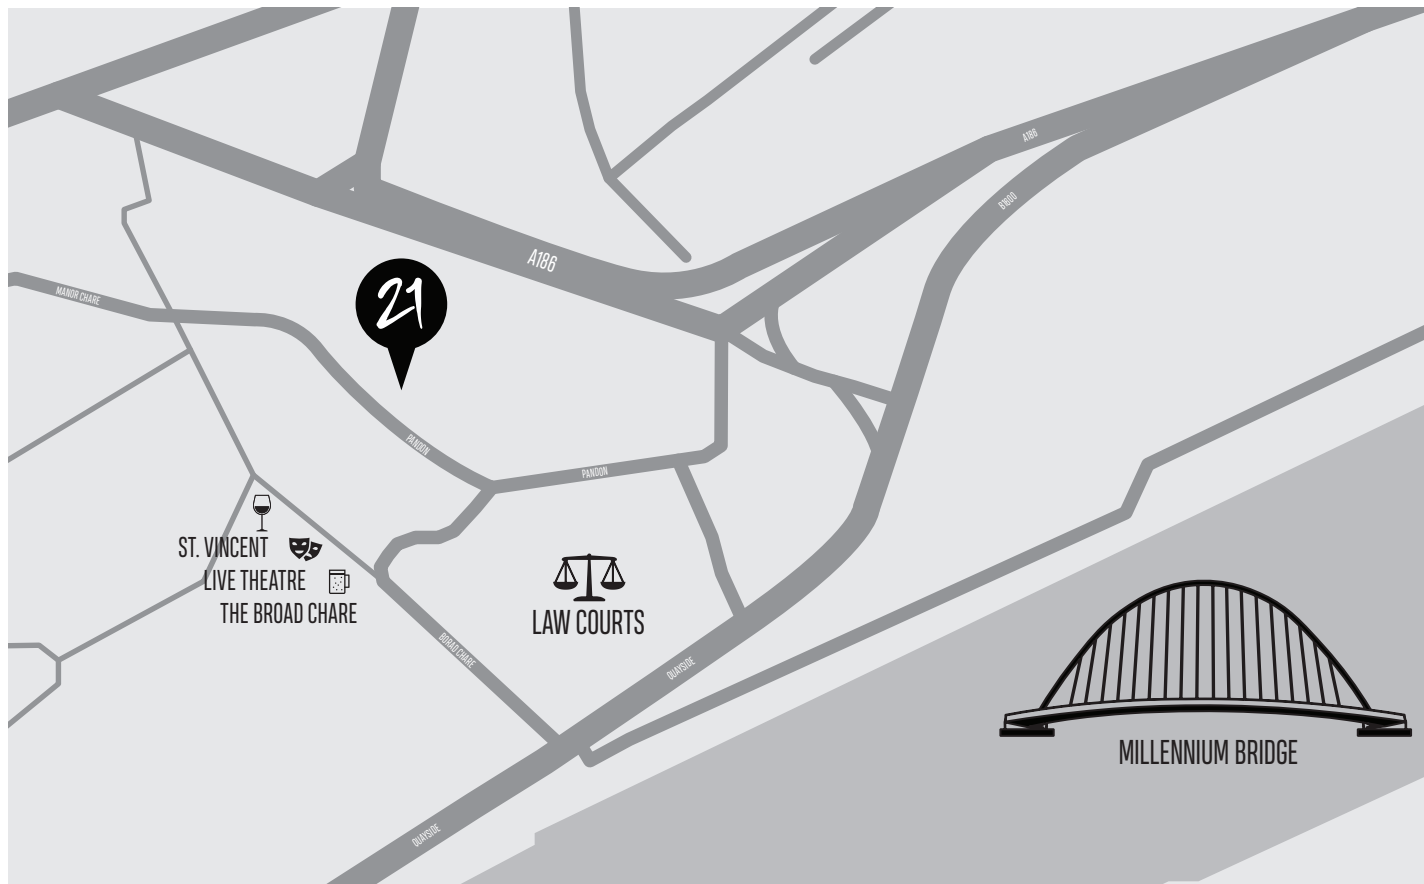 A186
B1600
A186
MANOR CHARE
21
PANDON
PANDON
ST. VINCENT
LIVE THEATRE
THE BROAD CHARE
LAW COURTS
BORAD CHARE
QUAYSIDE
MILLENNIUM BRIDGE
QUAYSIDE